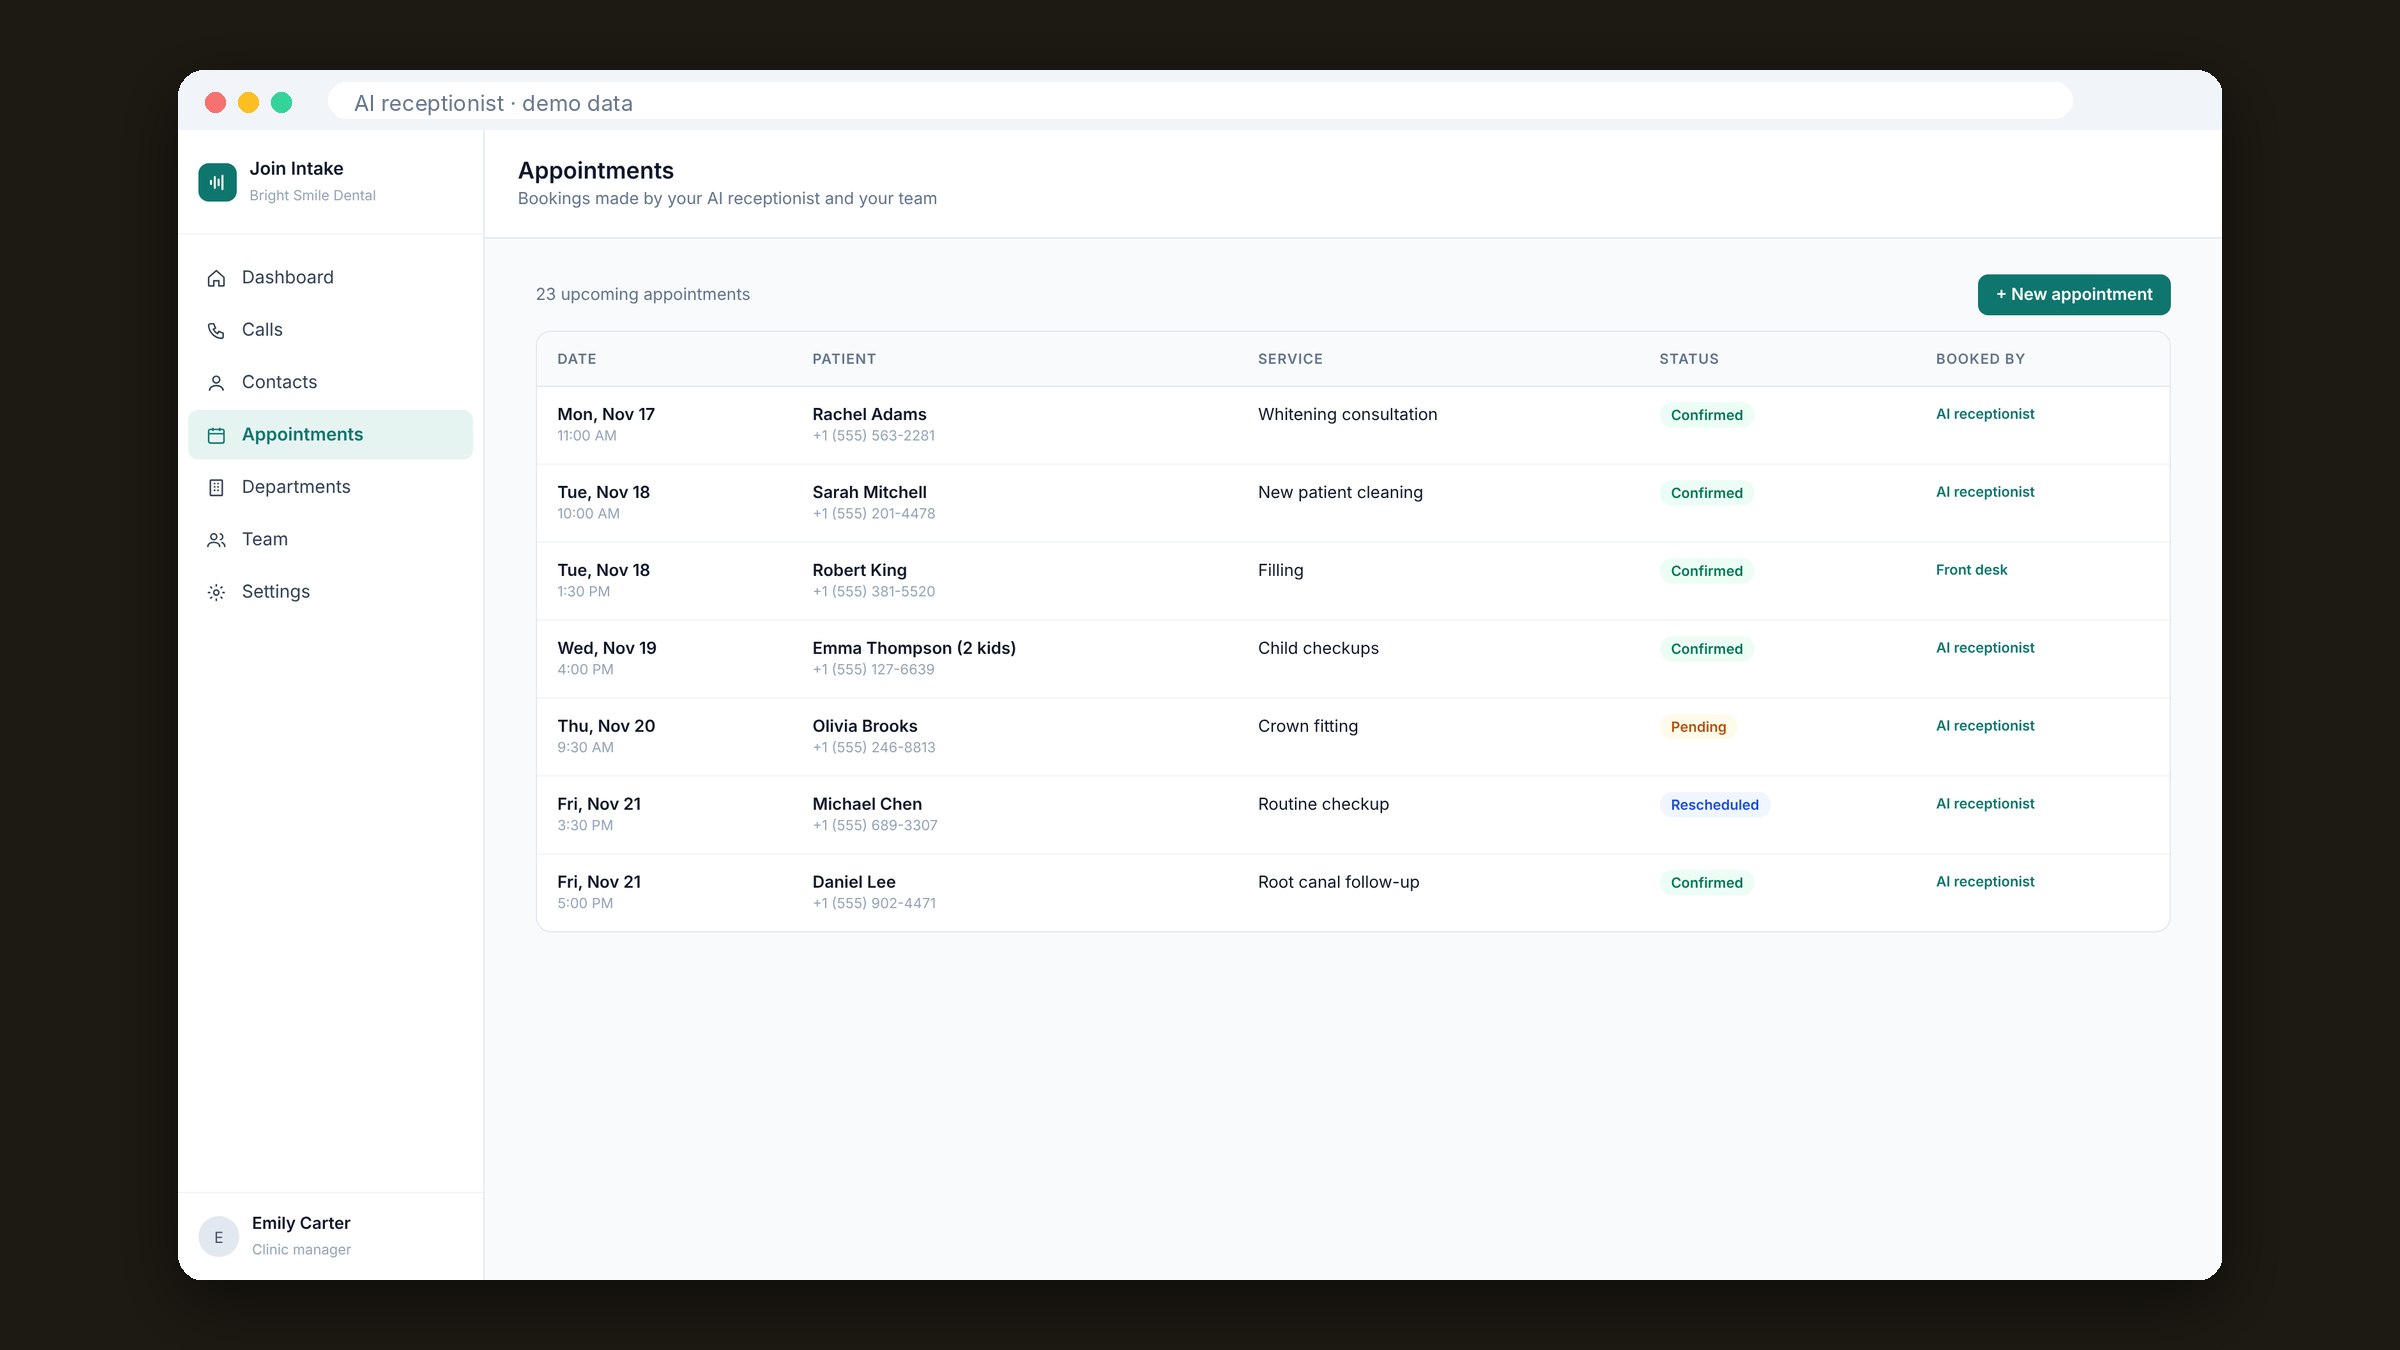 AI receptionist · demo data
Join Intake
Bright Smile Dental
Dashboard
Calls
Contacts
Appointments
Departments
Team
Settings
Emily Carter
Clinic manager
E
Appointments
Bookings made by your AI receptionist and your team
23 upcoming appointments
+ New appointment
DATE PATIENT SERVICE STATUS BOOKED BY
Mon, Nov 17 Rachel Adams Whitening consultation Confirmed AI receptionist
11:00 AM +1 (555) 563-2281
Tue, Nov 18 Sarah Mitchell New patient cleaning Confirmed AI receptionist
10:00 AM +1 (555) 201-4478
Tue, Nov 18 Robert King Filling Confirmed Front desk
1:30 PM +1 (555) 381-5520
Wed, Nov 19 Emma Thompson (2 kids) Child checkups Confirmed AI receptionist
4:00 PM +1 (555) 127-6639
Thu, Nov 20 Olivia Brooks Crown fitting Pending AI receptionist
9:30 AM +1 (555) 246-8813
Fri, Nov 21 Michael Chen Routine checkup Rescheduled AI receptionist
3:30 PM +1 (555) 689-3307
Fri, Nov 21 Daniel Lee Root canal follow-up Confirmed AI receptionist
5:00 PM +1 (555) 902-4471